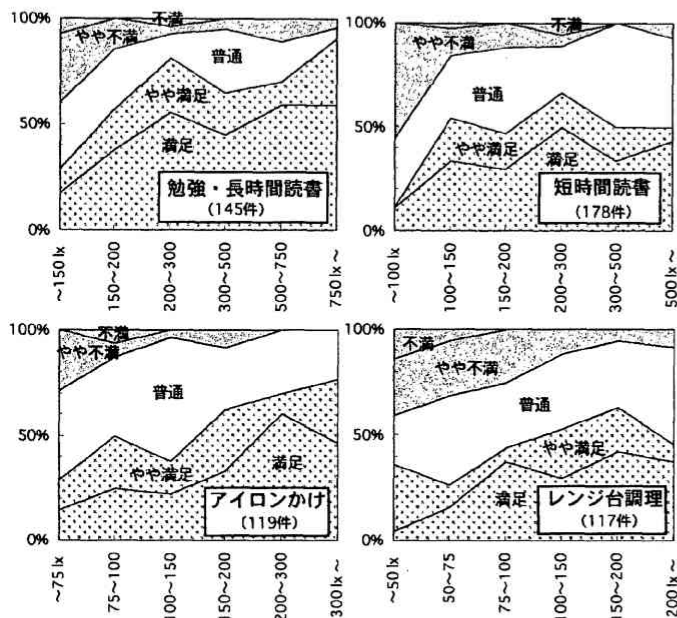 100%
50%
0%
不満
やや不満
普通
やや満足
満足
勉強・長時間読書
(145件)
~150 lx
150~200
200~300
300~500
500~750
750 lx~
100%
50%
0%
不満
やや不満
普通
やや満足
満足
短時間読書
(178件)
~100 lx
100~150
150~200
200~300
300~500
500 lx~
100%
50%
0%
不満
やや不満
普通
やや満足
満足
アイロンかけ
(119件)
~75 lx
75~100
100~150
150~200
200~300
300 lx~
100%
50%
0%
不満
やや不満
普通
やや満足
満足
レンジ台調理
(117件)
~50 lx
50~75
75~100
100~150
150~200
200 lx~